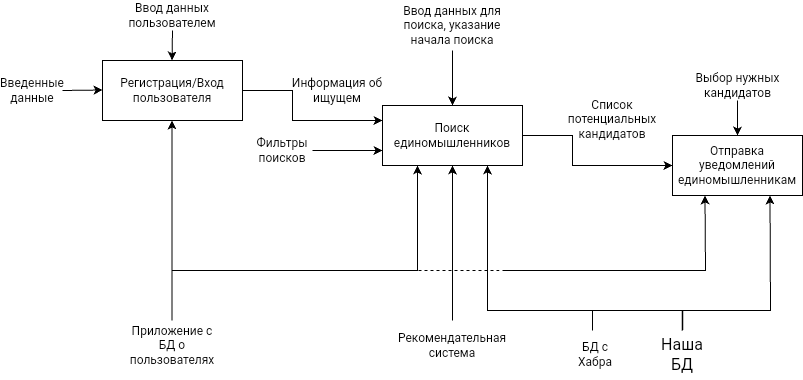 Ввод данных
пользователем
Ввод данных для
поиска, указание
начала поиска
Введенные
данные
Регистрация/Вход
пользователя
Информация об
ищущем
Выбор нужных
кандидатов
Список
потенциальных
кандидатов
Поиск
единомышленников
Фильтры
поисков
Отправка
уведомлений
единомышленникам
Приложение с
БД о
пользователях
Рекомендательная
система
БД с
Хабра
Наша
БД